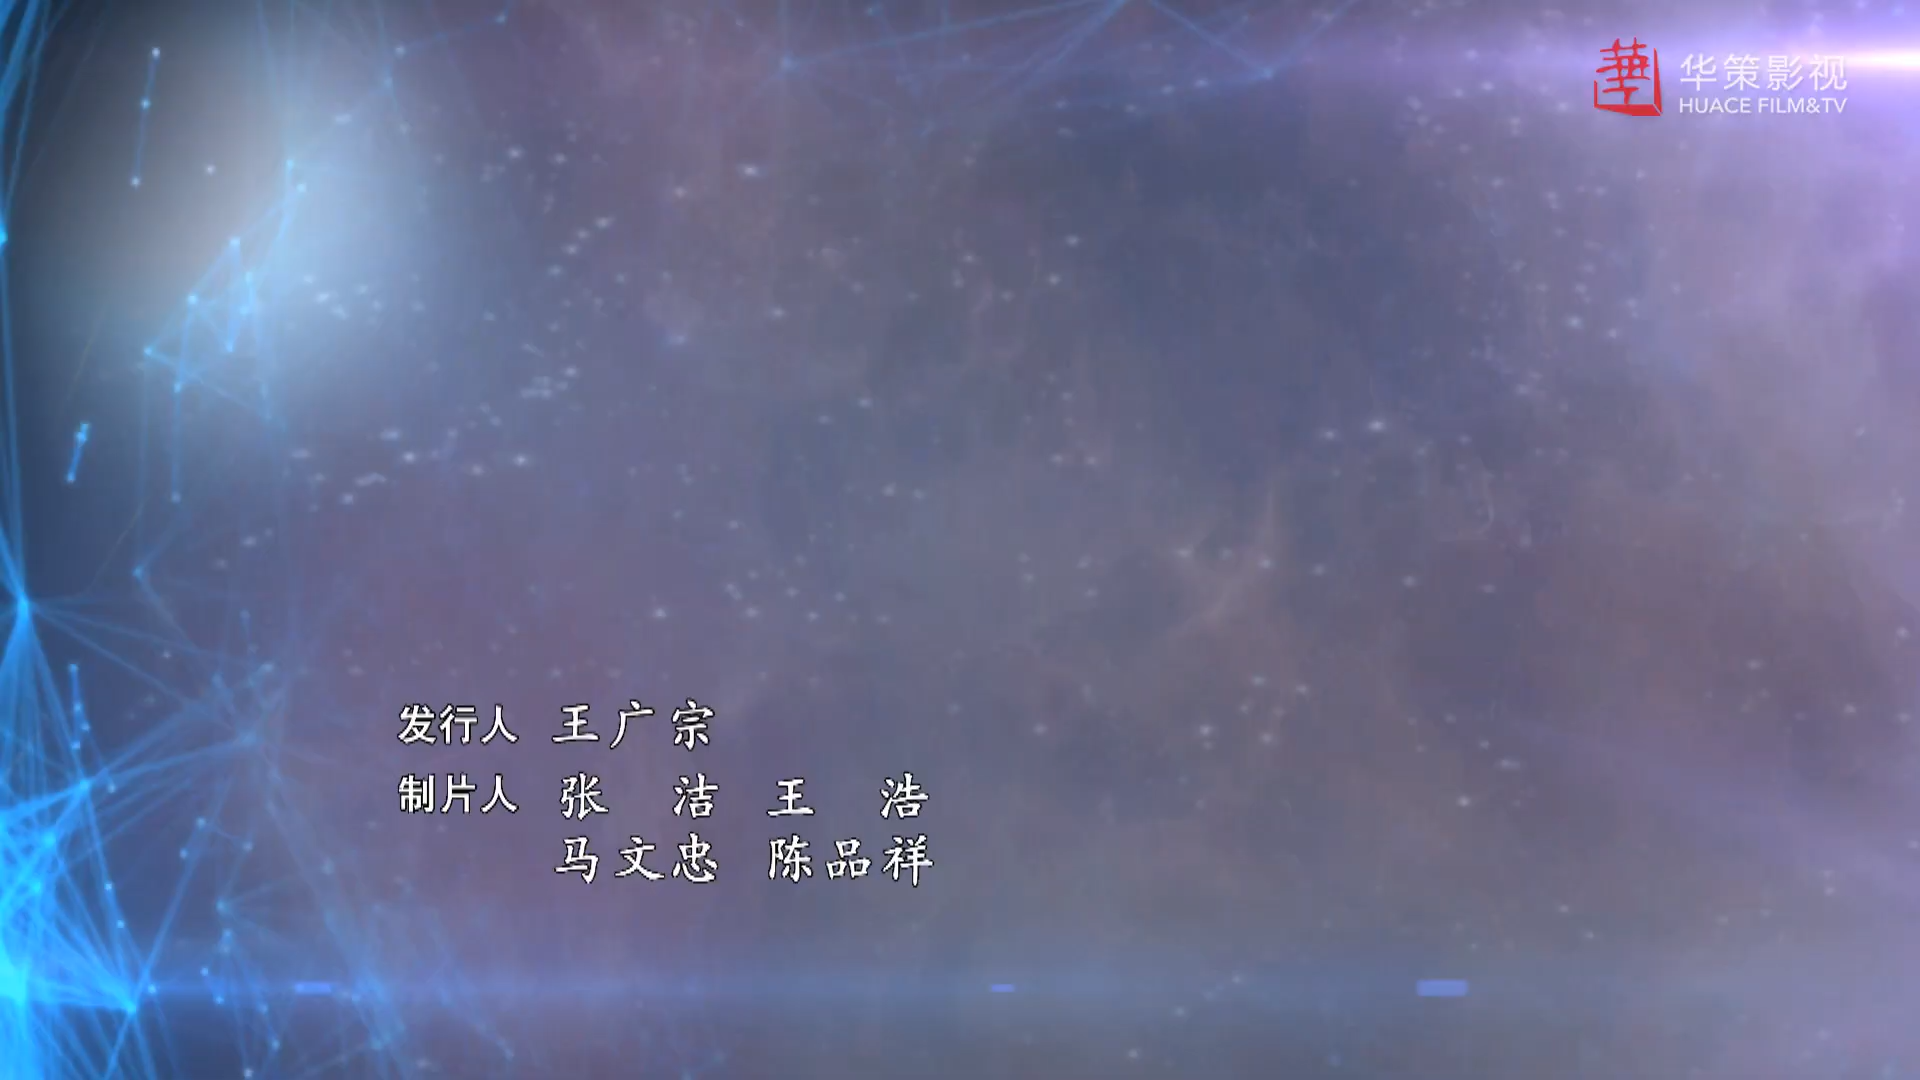 華 华策影视
HUACE FILM&TV
发行人 王广宗
制片人 张 洁 王 浩
马文忠 陈品祥